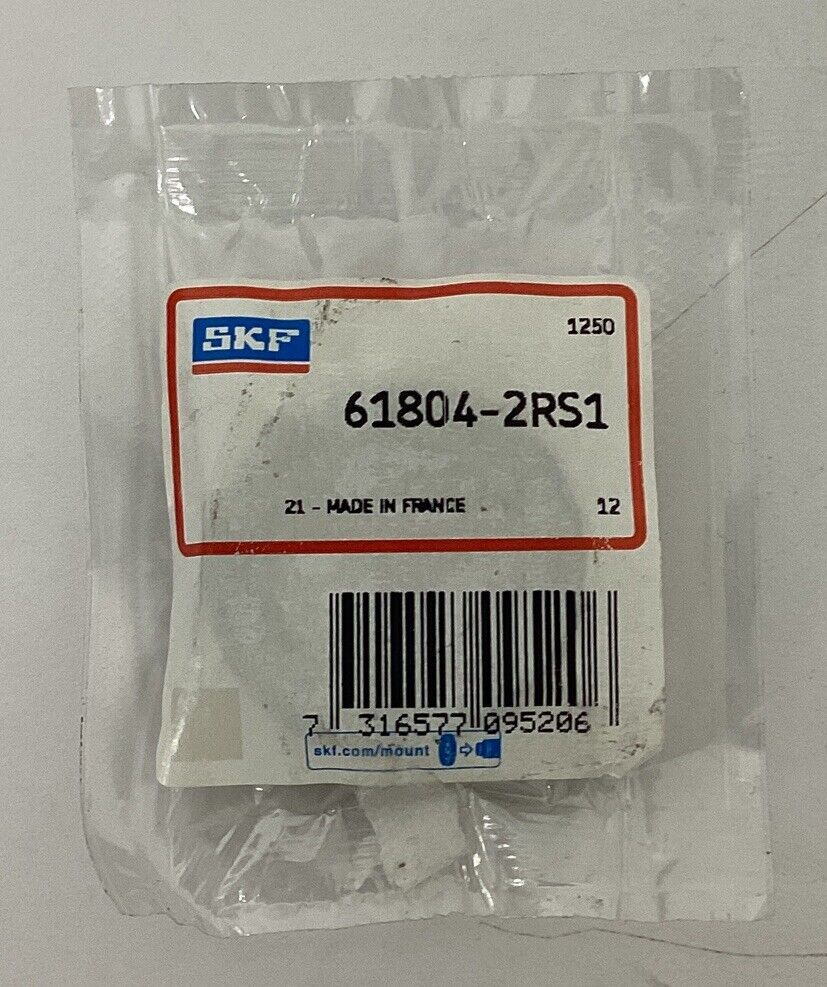 SKF
1250
61804-2RS1
21 - MADE IN FRANCE
12
7 316577 095206
skf.com/mount